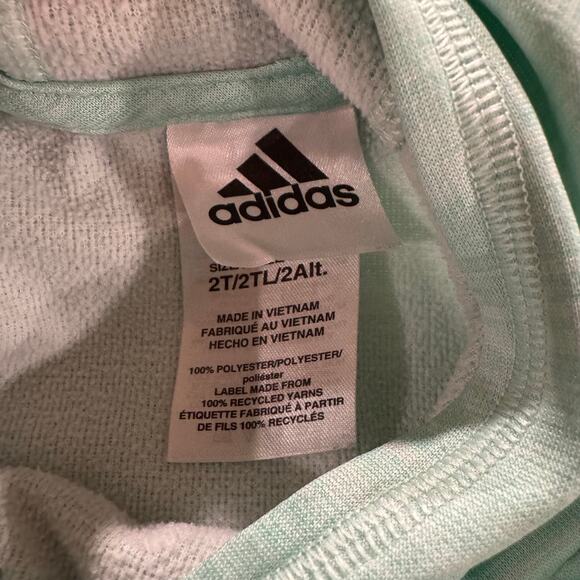 adidas
2T/2TL/2Alt.
MADE IN VIETNAM
FABRIQUÉ AU VIETNAM
HECHO EN VIETNAM
100% POLYESTER/POLYESTER/
poliéster
LABEL MADE FROM
100% RECYCLED YARNS
ÉTIQUETTE FABRIQUÉ À PARTIR
DE FILS 100% RECYCLÉS